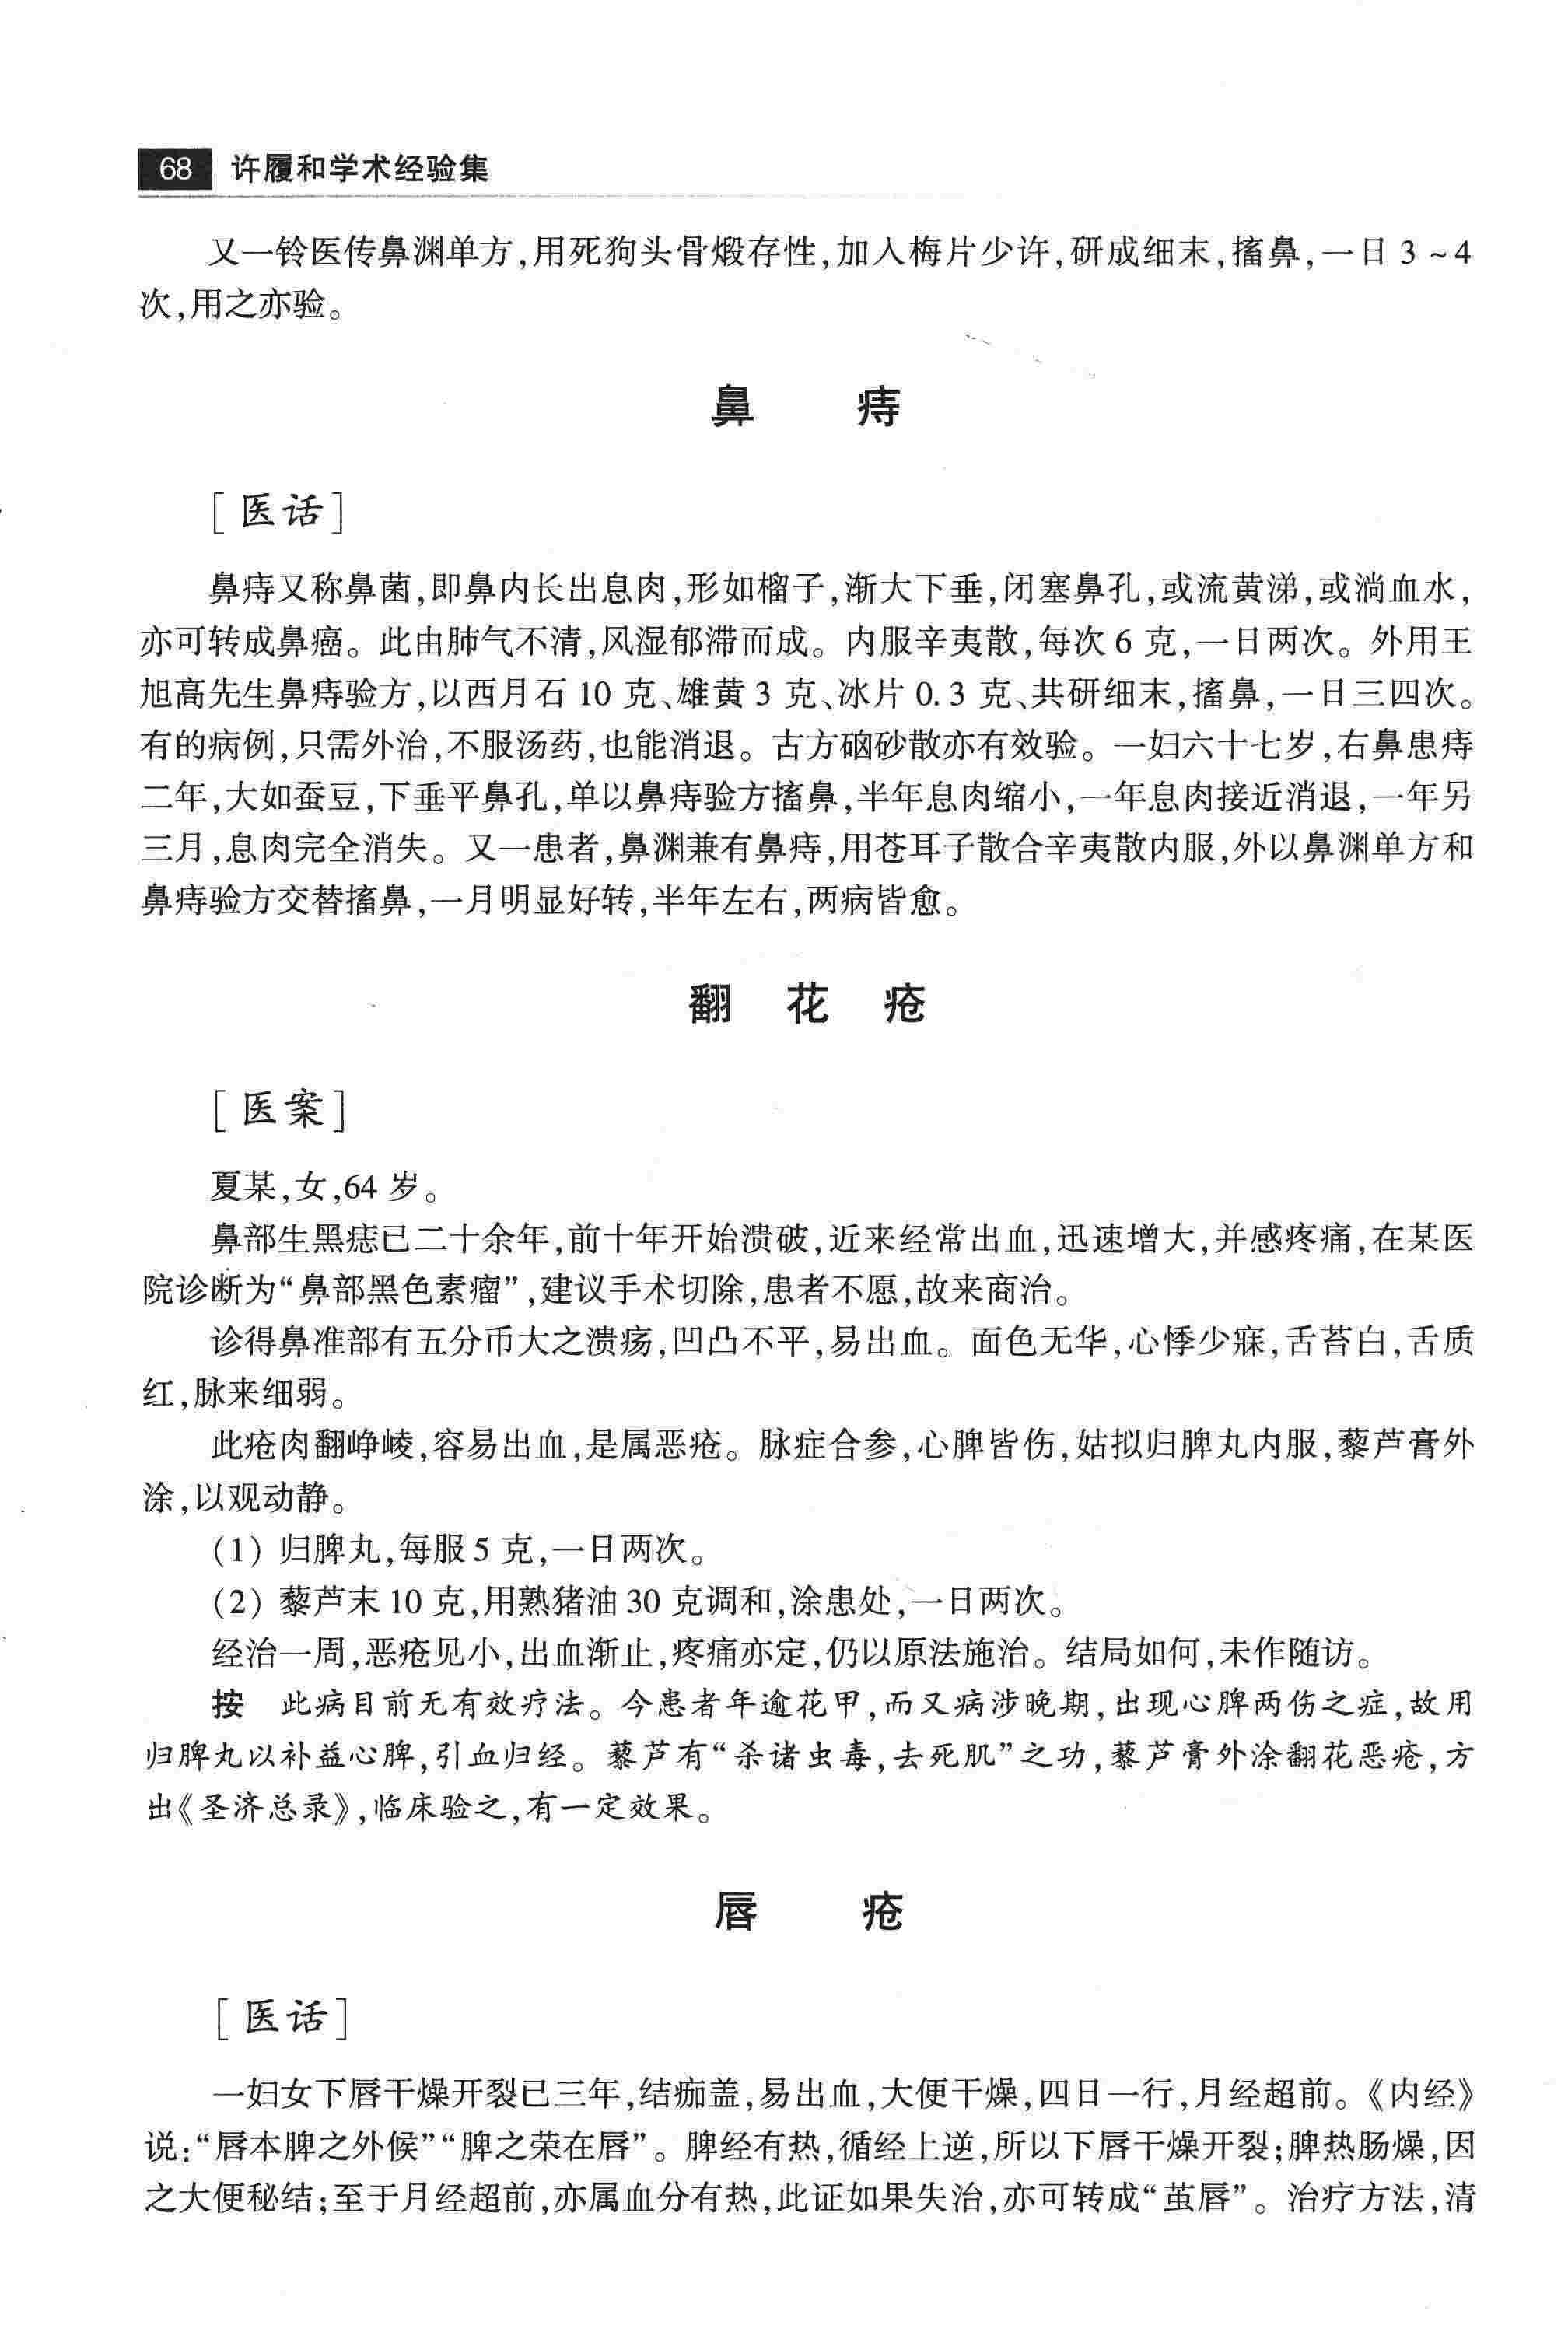 68 许履和学术经验集
又一铃医传鼻渊单方,用死狗头骨煅存性,加入梅片少许,研成细末,搐鼻,一日3~4
次,用之亦验。
鼻 痔
[医话]
鼻痔又称鼻菌,即鼻内长出息肉,形如榴子,渐大下垂,闭塞鼻孔,或流黄涕,或淌血水,
亦可转成鼻癌。此由肺气不清,风湿郁滞而成。内服辛夷散,每次6克,一日两次。外用王
旭高先生鼻痔验方,以西月石10克、雄黄3克、冰片0.3克、共研细末,搐鼻,一日三四次。
有的病例,只需外治,不服汤药,也能消退。古方硇砂散亦有效验。一妇六十七岁,右鼻患痔
二年,大如蚕豆,下垂平鼻孔,单以鼻痔验方搐鼻,半年息肉缩小,一年息肉接近消退,一年另
三月,息肉完全消失。又一患者,鼻渊兼有鼻痔,用苍耳子散合辛夷散内服,外以鼻渊单方和
鼻痔验方交替搐鼻,一月明显好转,半年左右,两病皆愈。
翻花疮
[医案]
夏某,女,64岁。
鼻部生黑痣已二十余年,前十年开始溃破,近来经常出血,迅速增大,并感疼痛,在某医
院诊断为“鼻部黑色素瘤”,建议手术切除,患者不愿,故来商治。
诊得鼻准部有五分币大之溃疡,凹凸不平,易出血。面色无华,心悸少寐,舌苔白,舌质
红,脉来细弱。
此疮肉翻峥崚,容易出血,是属恶疮。脉症合参,心脾皆伤,姑拟归脾丸内服,藜芦膏外
涂,以观动静。
(1) 归脾丸,每服5克,一日两次。
(2) 藜芦末10克,用熟猪油30克调和,涂患处,一日两次。
经治一周,恶疮见小,出血渐止,疼痛亦定,仍以原法施治。结局如何,未作随访。
按 此病目前无有效疗法。今患者年逾花甲,而又病涉晚期,出现心脾两伤之症,故用
归脾丸以补益心脾,引血归经。藜芦有“杀诸虫毒,去死肌”之功,藜芦膏外涂翻花恶疮,方
出《圣济总录》,临床验之,有一定效果。
唇 疮
[医话]
一妇女下唇干燥开裂已三年,结痂盖,易出血,大便干燥,四日一行,月经超前。《内经》
说:“唇本脾之外候”“脾之荣在唇”。脾经有热,循经上逆,所以下唇干燥开裂;脾热肠燥,因
之大便秘结;至于月经超前,亦属血分有热,此证如果失治,亦可转成“茧唇”。治疗方法,清